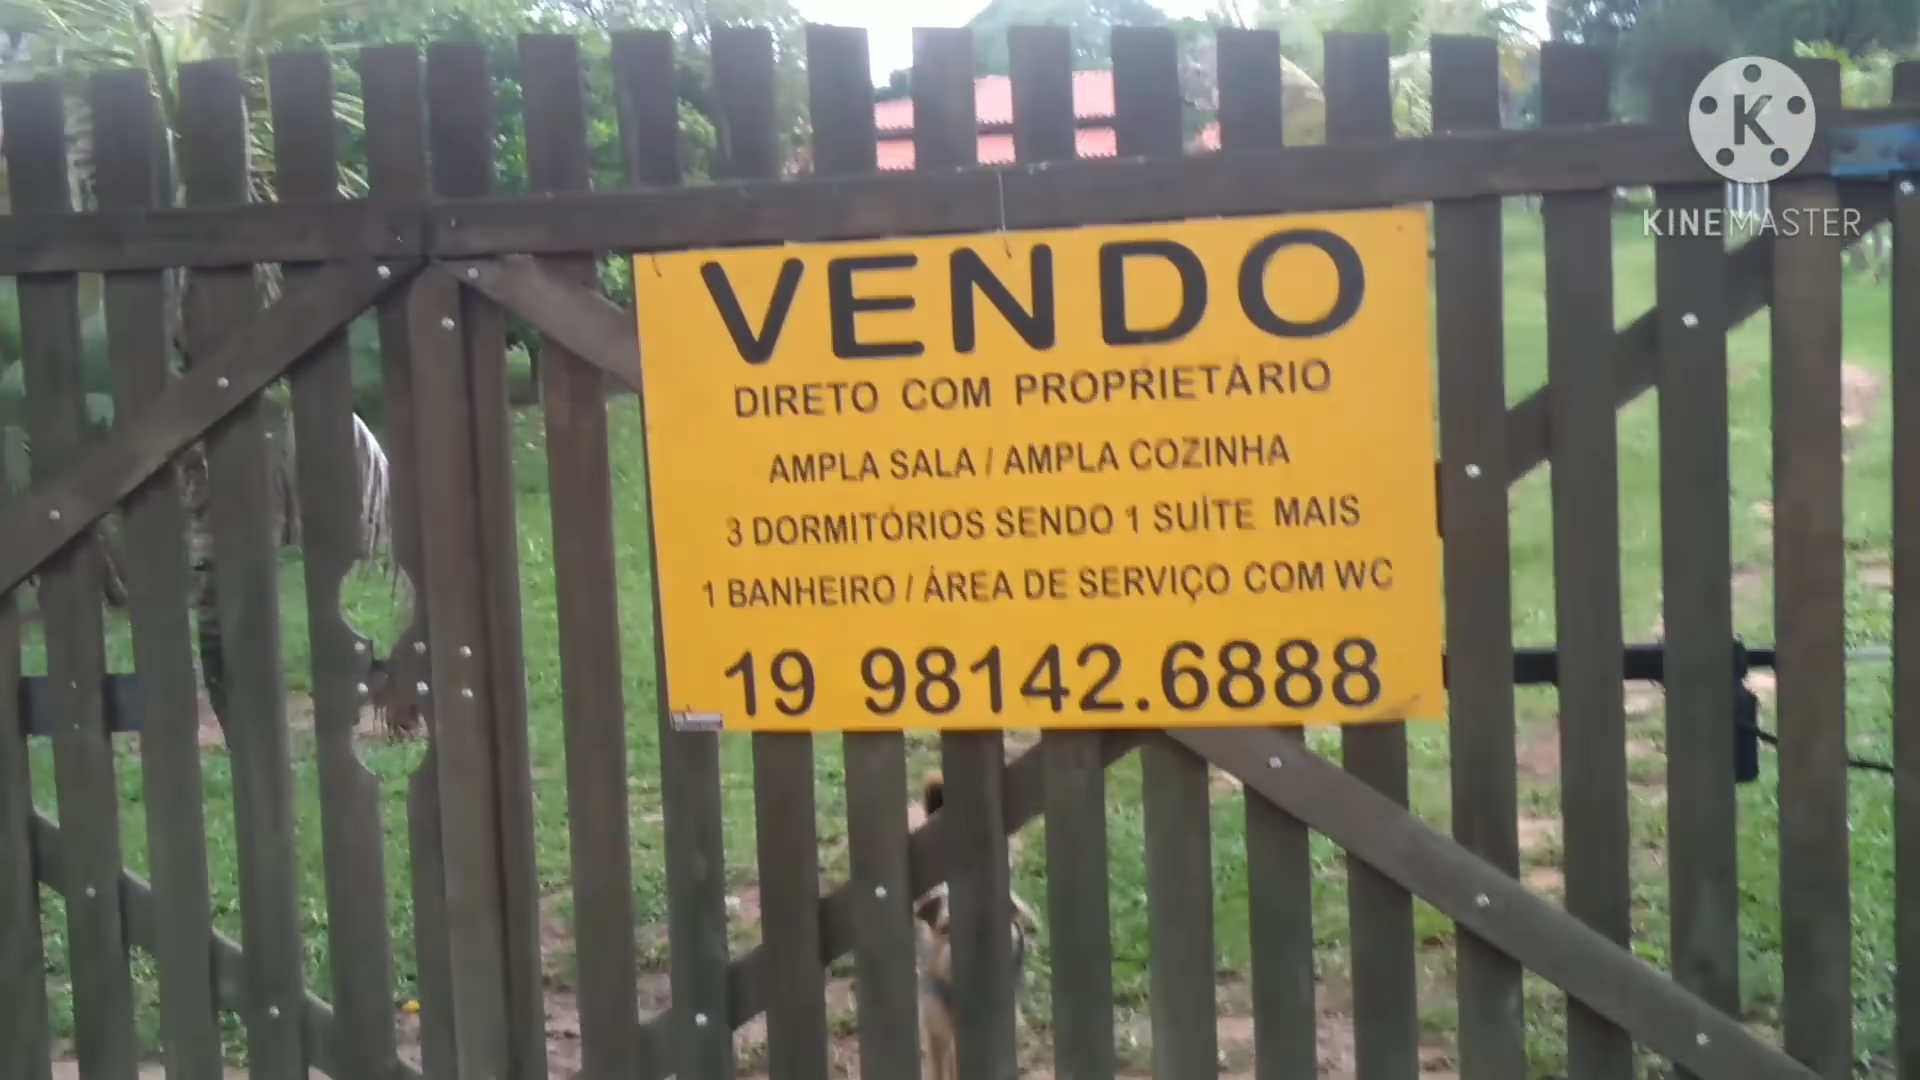 VENDO
DIRETO COM PROPRIETÁRIO
AMPLA SALA / AMPLA COZINHA
3 DORMITÓRIOS SENDO 1 SUÍTE MAIS
1 BANHEIRO / ÁREA DE SERVIÇO COM WC
19 98142.6888
K
KINEMASTER